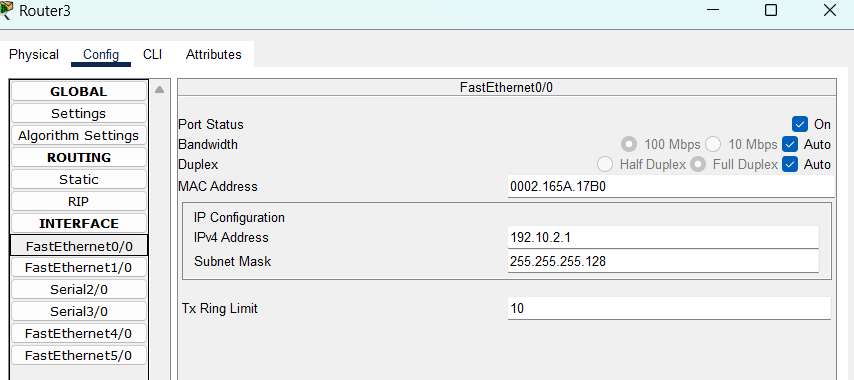 Router3
Physical Config CLI Attributes
GLOBAL
Settings
Algorithm Settings
ROUTING
Static
RIP
INTERFACE
FastEthernet0/0
FastEthernet1/0
Serial2/0
Serial3/0
FastEthernet4/0
FastEthernet5/0
FastEthernet0/0
Port Status On
Bandwidth 100 Mbps 10 Mbps Auto
Duplex Half Duplex Full Duplex Auto
MAC Address 0002.165A.17B0
IP Configuration
IPv4 Address 192.10.2.1
Subnet Mask 255.255.255.128
Tx Ring Limit 10